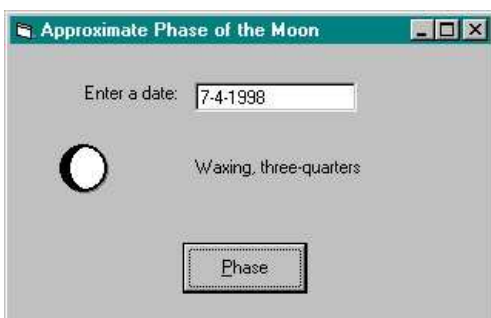 Approximate Phase of the Moon
Enter a date: 7-4-1998
Waxing, three-quarters
Phase